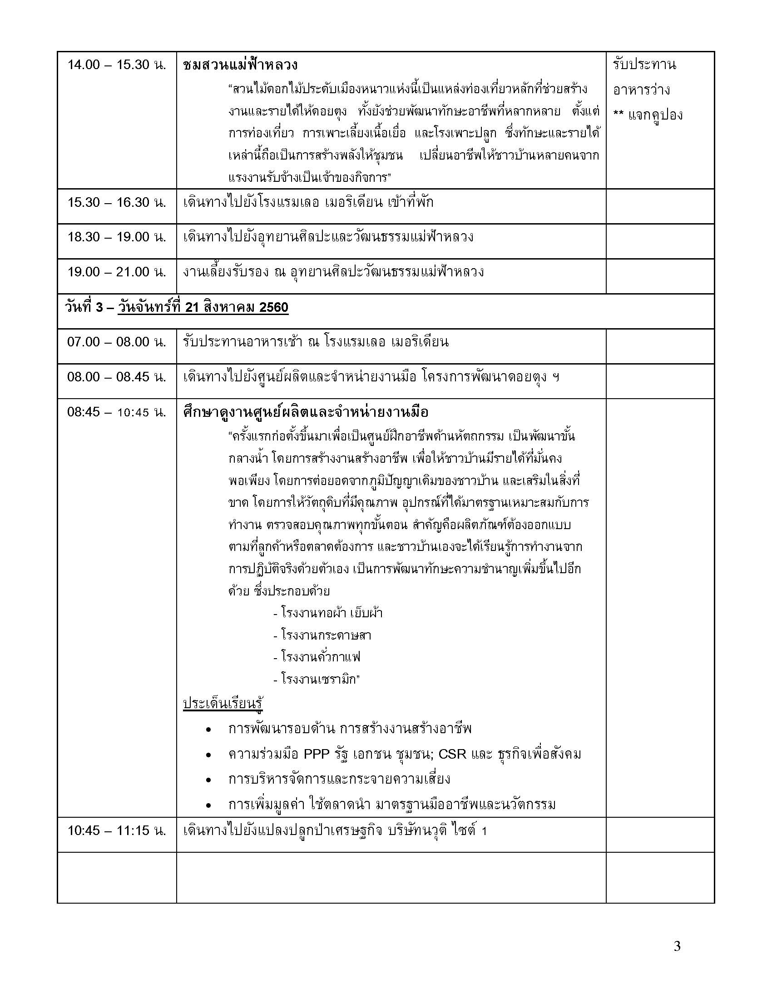 14.00 – 15.30 น.
ชมสวนแม่ฟ้าหลวง
“สวนไม้ดอกไม้ประดับเมืองหนาวแห่งนี้เป็นแหล่งท่องเที่ยวหลักที่ช่วยสร้าง
งานและรายได้ให้ดอยตุง ทั้งยังช่วยพัฒนาทักษะอาชีพที่หลากหลาย ตั้งแต่
การท่องเที่ยว การเพาะเลี้ยงเนื้อเยื่อ และโรงเพาะปลูก ซึ่งทักษะและรายได้
เหล่านี้ถือเป็นการสร้างพลังให้ชุมชน เปลี่ยนอาชีพให้ชาวบ้านหลายคนจาก
แรงงานรับจ้างเป็นเจ้าของกิจการ”
รับประทาน
อาหารว่าง
** แจกคูปอง
15.30 – 16.30 น.
เดินทางไปยังโรงแรมเลอ เมอริเดียน เข้าที่พัก
18.30 – 19.00 น.
เดินทางไปยังอุทยานศิลปะและวัฒนธรรมแม่ฟ้าหลวง
19.00 – 21.00 น.
งานเลี้ยงรับรอง ณ อุทยานศิลปะวัฒนธรรมแม่ฟ้าหลวง
วันที่ 3 – วันจันทร์ที่ 21 สิงหาคม 2560
07.00 – 08.00 น.
รับประทานอาหารเช้า ณ โรงแรมเลอ เมอริเดียน
08.00 – 08.45 น.
เดินทางไปยังศูนย์ผลิตและจำหน่ายงานมือ โครงการพัฒนาดอยตุง ฯ
08:45 – 10:45 น.
ศึกษาดูงานศูนย์ผลิตและจำหน่ายงานมือ
“ครั้งแรกก่อตั้งขึ้นมาเพื่อเป็นศูนย์ฝึกอาชีพด้านหัตถกรรม เป็นพัฒนาขั้น
กลางน้ำ โดยการสร้างงานสร้างอาชีพ เพื่อให้ชาวบ้านมีรายได้ที่มั่นคง
พอเพียง โดยการต่อยอดจากภูมิปัญญาเดิมของชาวบ้าน และเสริมในสิ่งที่
ขาด โดยการให้วัตถุดิบที่มีคุณภาพ อุปกรณ์ที่ได้มาตรฐานเหมาะสมกับการ
ทำงาน ตรวจสอบคุณภาพทุกขั้นตอน สำคัญคือผลิตภัณฑ์ต้องออกแบบ
ตามที่ลูกค้าหรือตลาดต้องการ และชาวบ้านเองจะได้เรียนรู้การทำงานจาก
การปฏิบัติจริงด้วยตัวเอง เป็นการพัฒนาทักษะความชำนาญเพิ่มขึ้นไปอีก
ด้วย ซึ่งประกอบด้วย
- โรงงานทอผ้า เย็บผ้า
- โรงงานกระดาษสา
- โรงงานคั่วกาแฟ
- โรงงานเซรามิก”
ประเด็นเรียนรู้
• การพัฒนารอบด้าน การสร้างงานสร้างอาชีพ
• ความร่วมมือ PPP รัฐ เอกชน ชุมชน; CSR และ ธุรกิจเพื่อสังคม
• การบริหารจัดการและกระจายความเสี่ยง
• การเพิ่มมูลค่า ใช้ตลาดนำ มาตรฐานมืออาชีพและนวัตกรรม
10:45 – 11:15 น.
เดินทางไปยังแปลงปลูกป่าเศรษฐกิจ บริษัทนวุติ ไซต์ 1
3